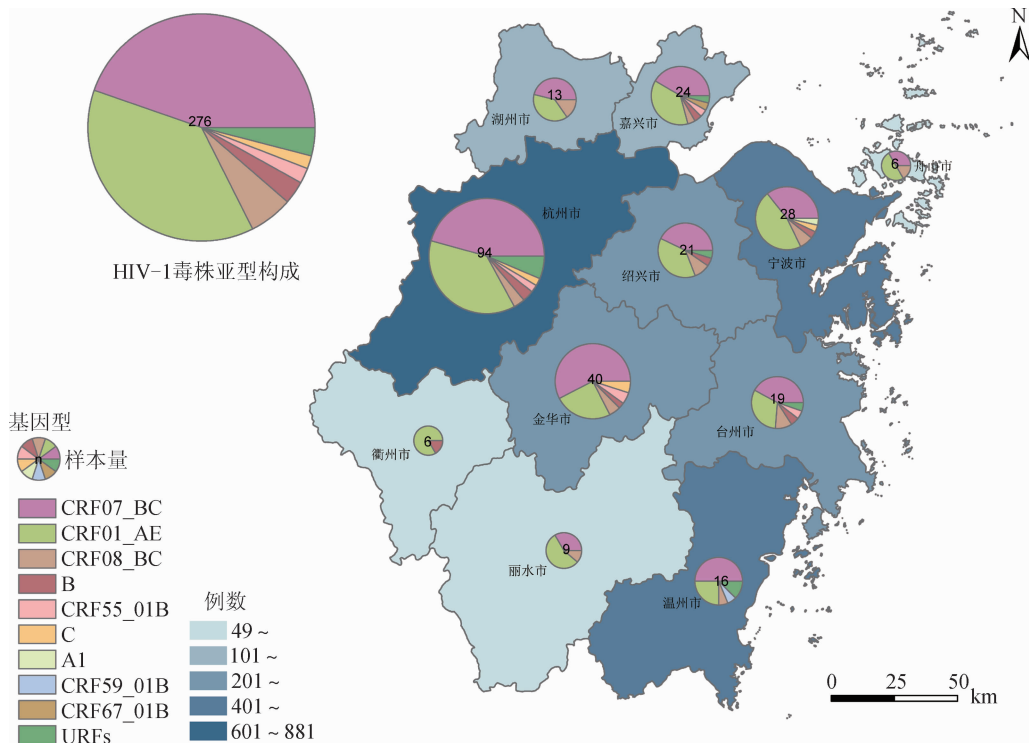 N
276
HIV-1毒株亚型构成
13
湖州市
24
嘉兴市
6
舟山市
杭州市
94
28
宁波市
21
绍兴市
40
金华市
19
台州市
6
衢州市
9
丽水市
16
温州市
基因型
n
样本量
CRF07_BC
CRF01_AE
CRF08_BC
B
CRF55_01B
C
A1
CRF59_01B
CRF67_01B
URFs
例数
49~
101~
201~
401~
601~881
0 25 50
km